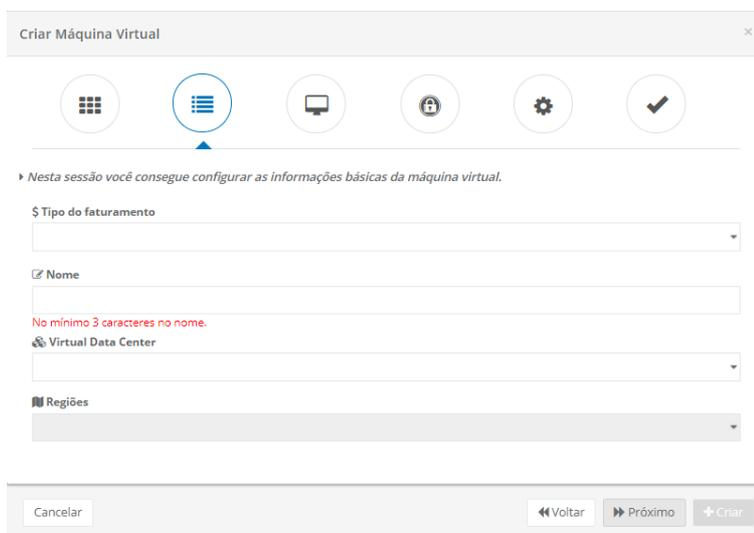 Criar Máquina Virtual
×
Nesta sessão você consegue configurar as informações básicas da máquina virtual.
$ Tipo do faturamento
Nome
No mínimo 3 caracteres no nome.
Virtual Data Center
Regiões
Cancelar
Voltar
Próximo
+ Criar